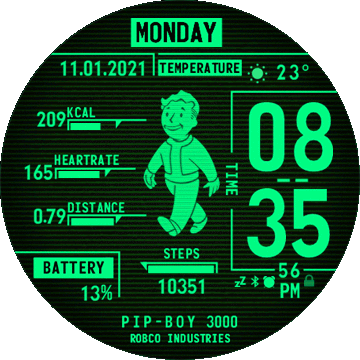 MONDAY
11.01.2021 TEMPERATURE 23°
209 KCAL
165 HEARTRATE
0.79 DISTANCE
TIME
08
35
56
PM
STEPS
10351
BATTERY
13%
zZ
PIP-BOY 3000
ROBCO INDUSTRIES